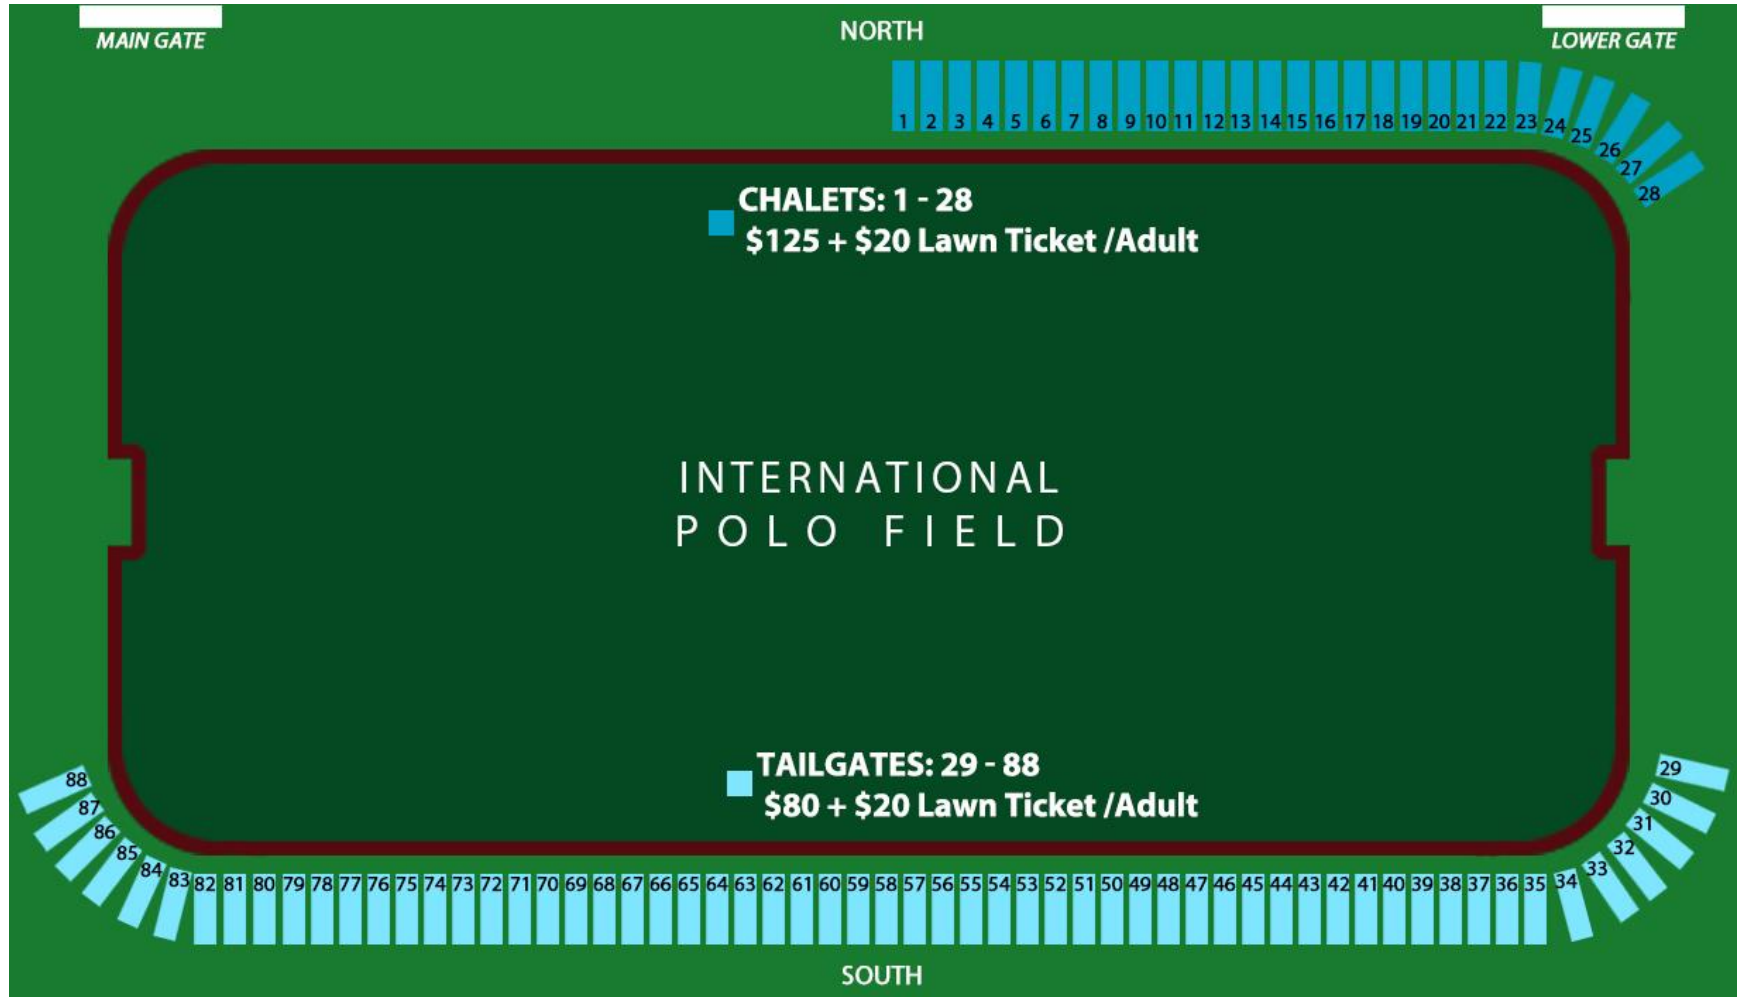 MAIN GATE
NORTH
LOWER GATE
1 2 3 4 5 6 7 8 9 10 11 12 13 14 15 16 17 18 19 20 21 22 23 24 25 26 27 28
CHALETS: 1 - 28
$125 + $20 Lawn Ticket /Adult
INTERNATIONAL
POLO FIELD
TAILGATES: 29 - 88
$80 + $20 Lawn Ticket /Adult
88 87 86 85 84 83 82 81 80 79 78 77 76 75 74 73 72 71 70 69 68 67 66 65 64 63 62 61 60 59 58 57 56 55 54 53 52 51 50 49 48 47 46 45 44 43 42 41 40 39 38 37 36 35 34 33 32 31 30 29
SOUTH